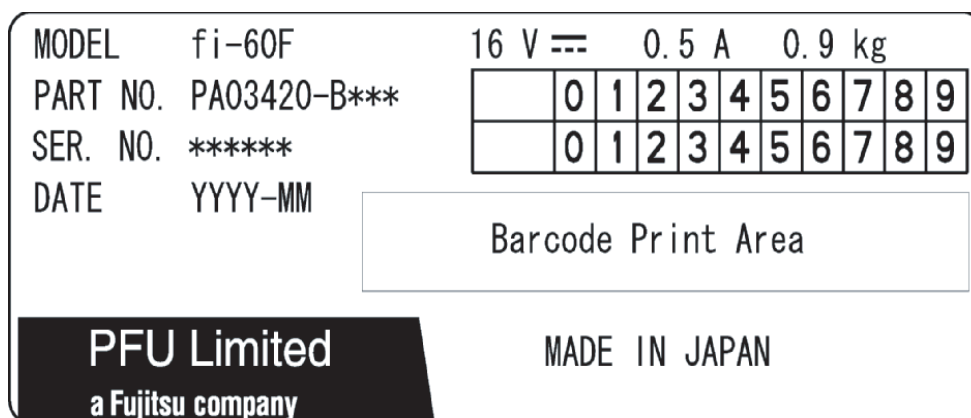 MODEL fi-60F 16 V ⎓ 0.5 A 0.9 kg
PART NO. PA03420-B*** 0 1 2 3 4 5 6 7 8 9
SER. NO. ****** 0 1 2 3 4 5 6 7 8 9
DATE YYYY-MM
Barcode Print Area
PFU Limited
a Fujitsu company
MADE IN JAPAN